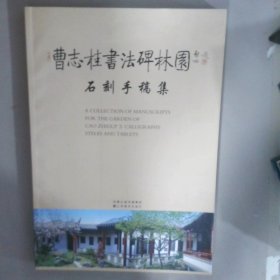 曹志桂書法碑林園
石刻手稿集
A COLLECTION OF MANUSCRIPTS
FOR THE GARDEN OF
CAO ZHIGUI'S CALLIGRAPHY
STELES AND TABLETS